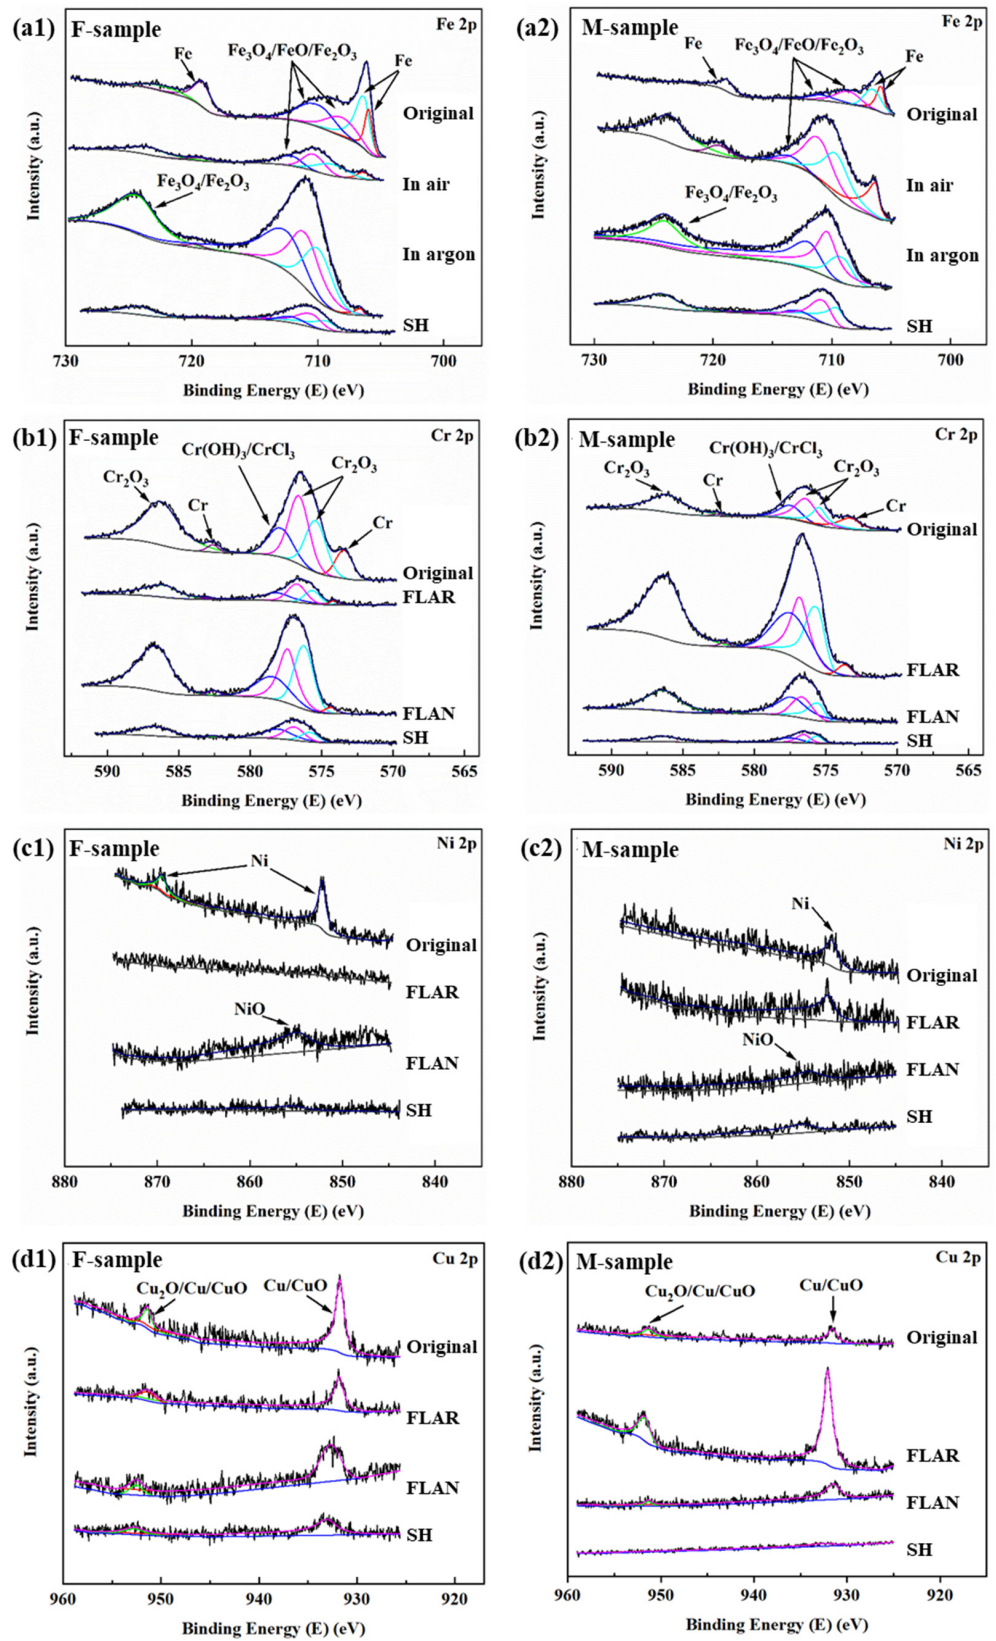 (a1) F-sample Fe 2p
Fe Fe₃O₄/FeO/Fe₂O₃ Fe
Original
In air
Fe₃O₄/Fe₂O₃
In argon
SH
Intensity (a.u.)
730 720 710 700
Binding Energy (E) (eV)
(a2) M-sample Fe 2p
Fe Fe₃O₄/FeO/Fe₂O₃ Fe
Original
In air
Fe₃O₄/Fe₂O₃
In argon
SH
Intensity (a.u.)
730 720 710 700
Binding Energy (E) (eV)
(b1) F-sample Cr 2p
Cr(OH)₃/CrCl₃
Cr₂O₃ Cr₂O₃
Cr Cr
Original
FLAR
FLAN
SH
Intensity (a.u.)
590 585 580 575 570 565
Binding Energy (E) (eV)
(b2) M-sample Cr 2p
Cr(OH)₃/CrCl₃
Cr₂O₃ Cr Cr₂O₃
Cr
Original
FLAR
FLAN
SH
Intensity (a.u.)
590 585 580 575 570 565
Binding Energy (E) (eV)
(c1) F-sample Ni 2p
Ni
Original
FLAR
NiO
FLAN
SH
Intensity (a.u.)
880 870 860 850 840
Binding Energy (E) (eV)
(c2) M-sample Ni 2p
Ni
Original
FLAR
NiO
FLAN
SH
Intensity (a.u.)
880 870 860 850 840
Binding Energy (E) (eV)
(d1) F-sample Cu 2p
Cu₂O/Cu/CuO Cu/CuO
Original
FLAR
FLAN
SH
Intensity (a.u.)
960 950 940 930 920
Binding Energy (E) (eV)
(d2) M-sample Cu 2p
Cu₂O/Cu/CuO Cu/CuO
Original
FLAR
FLAN
SH
Intensity (a.u.)
960 950 940 930 920
Binding Energy (E) (eV)